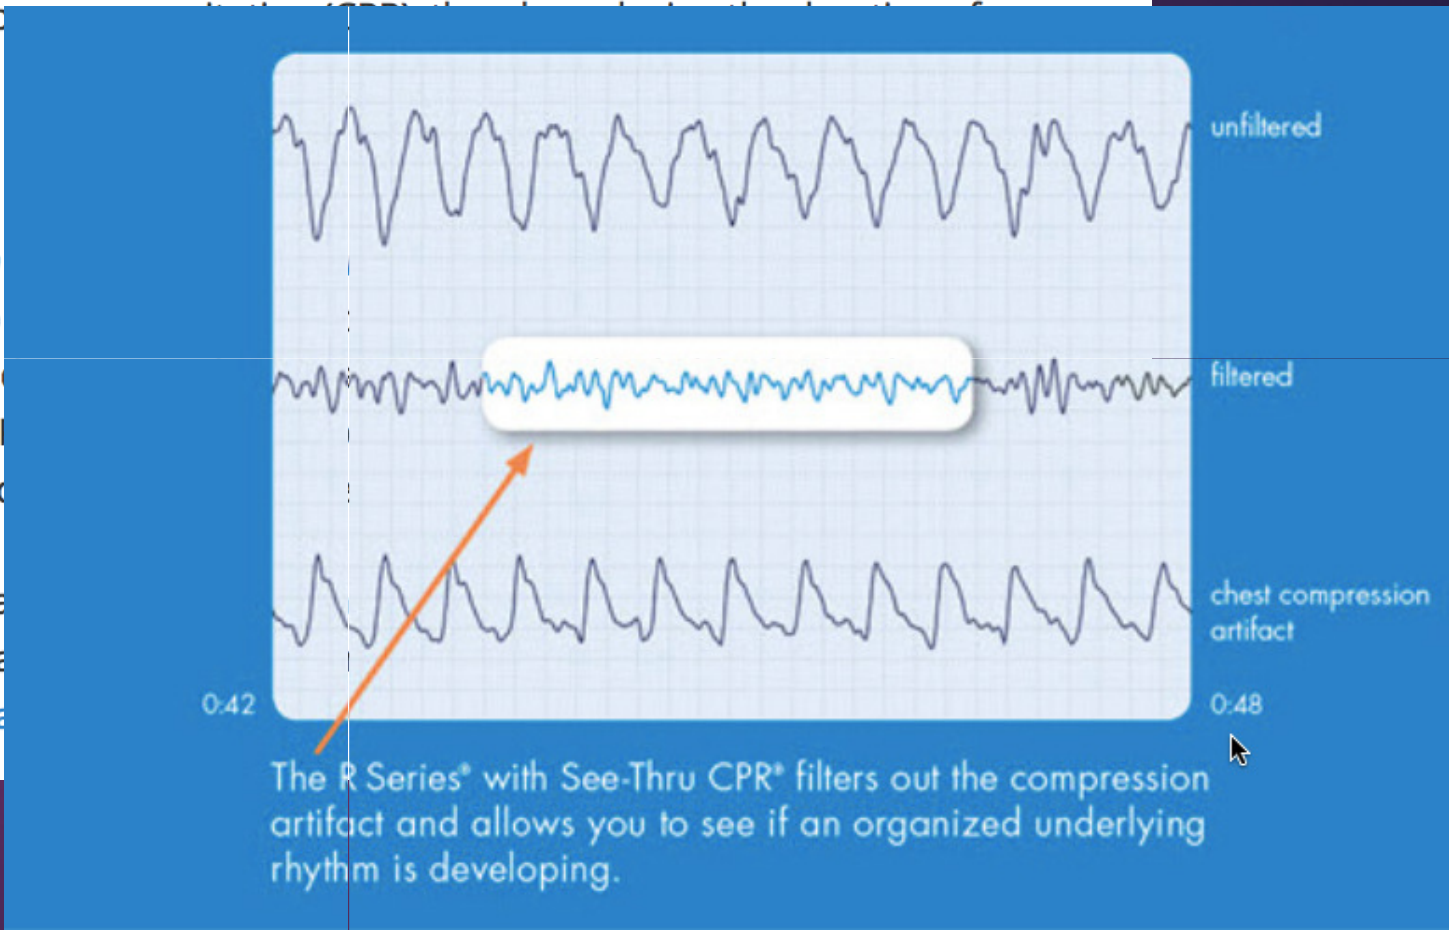 unfiltered
filtered
chest compression
artifact
0:42
0:48
The R Series® with See-Thru CPR® filters out the compression
artifact and allows you to see if an organized underlying
rhythm is developing.